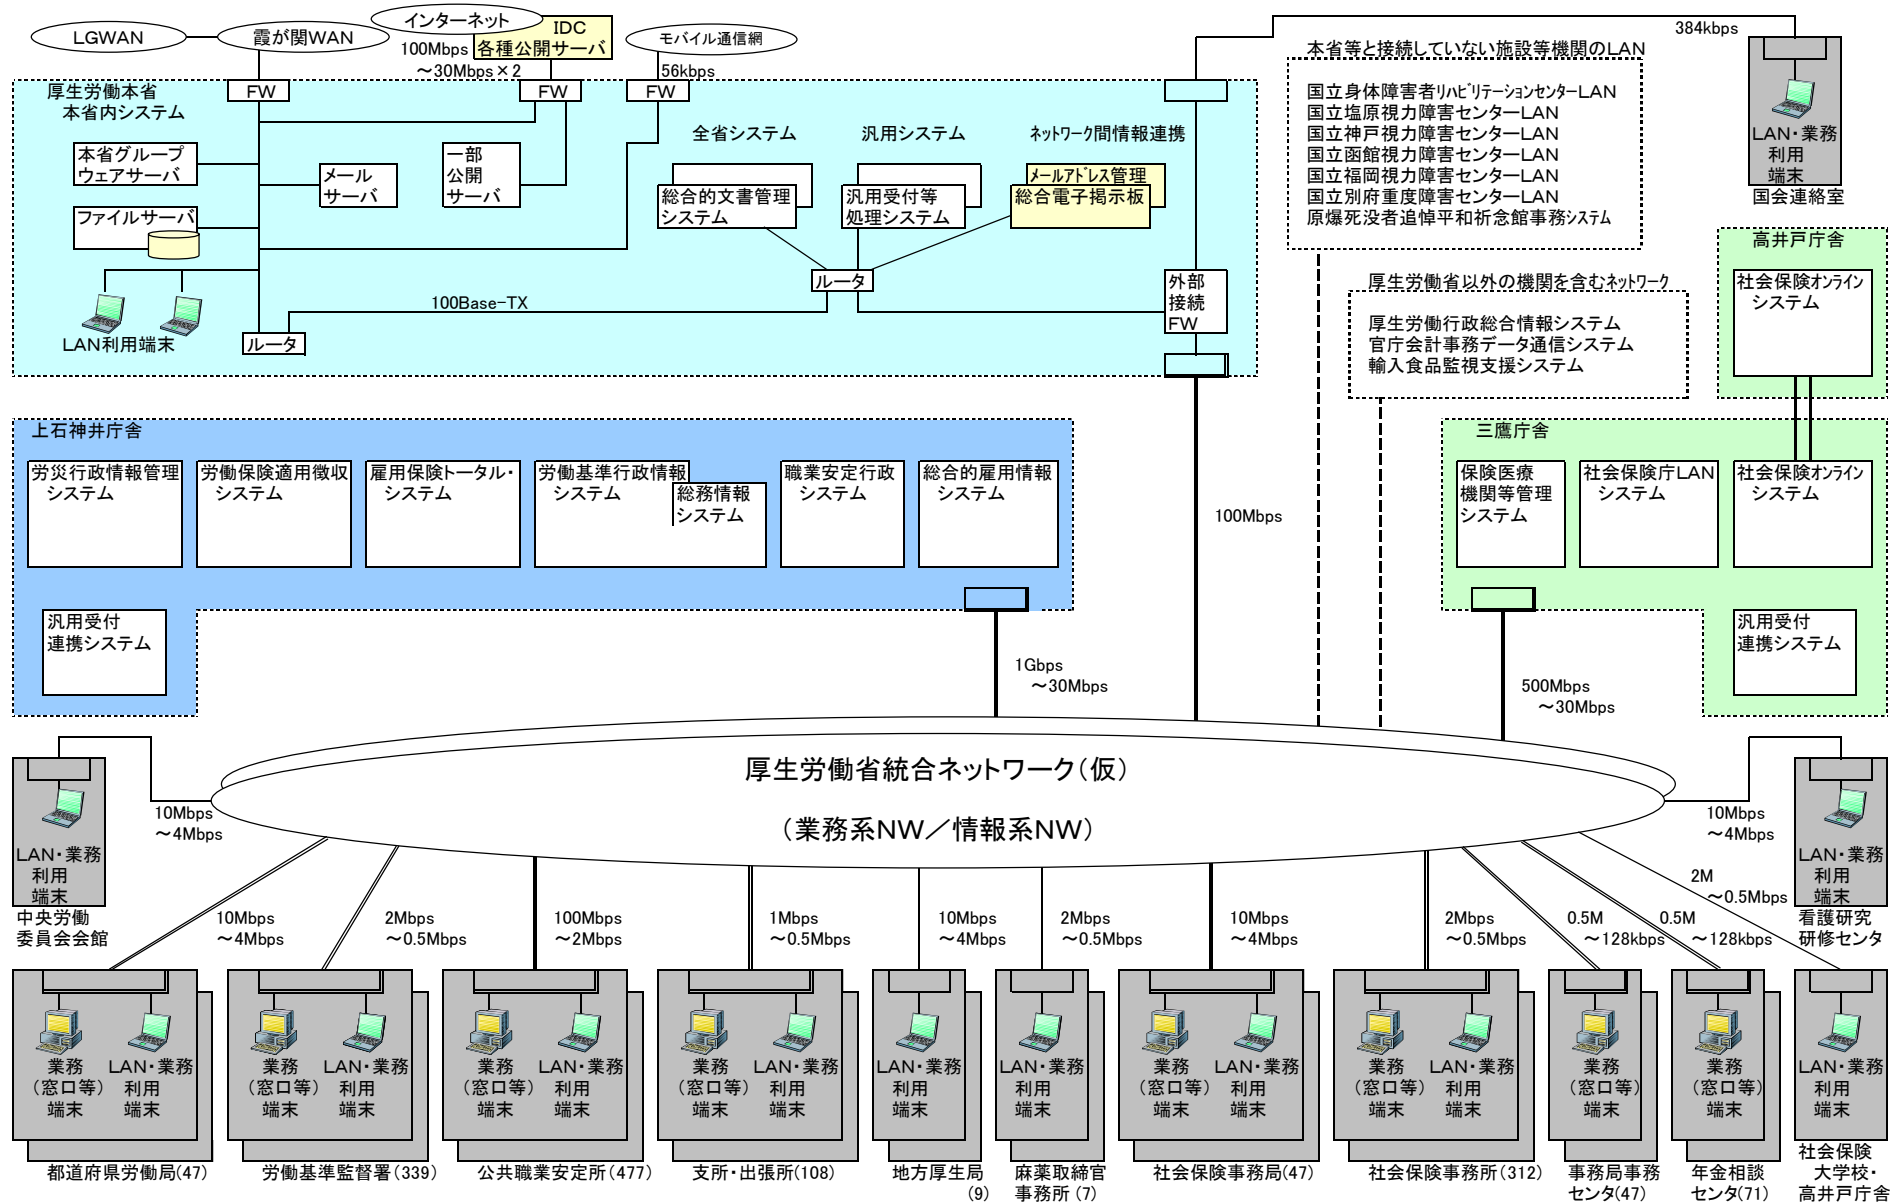 LGWAN
霞が関WAN
インターネット
IDC
各種公開サーバ
100Mbps
～30Mbps×2
モバイル通信網
56kbps
384kbps
厚生労働本省
本省内システム
FW
FW
FW
本省グループ
ウェアサーバ
ファイルサーバ
メール
サーバ
一部
公開
サーバ
全省システム
総合的文書管理
システム
汎用システム
汎用受付等
処理システム
ネットワーク間情報連携
メールアドレス管理
総合電子掲示板
ルータ
外部
接続
FW
100Base-TX
LAN利用端末
ルータ
本省等と接続していない施設等機関のLAN
国立身体障害者リハビリテーションセンターLAN
国立塩原視力障害センターLAN
国立神戸視力障害センターLAN
国立函館視力障害センターLAN
国立福岡視力障害センターLAN
国立別府重度障害センターLAN
原爆死没者追悼平和祈念館事務システム
厚生労働省以外の機関を含むネットワーク
厚生労働行政総合情報システム
官庁会計事務データ通信システム
輸入食品監視支援システム
LAN・業務
利用
端末
国会連絡室
高井戸庁舎
社会保険オンライン
システム
上石神井庁舎
労災行政情報管理
システム
労働保険適用徴収
システム
雇用保険トータル・
システム
労働基準行政情報
システム
総務情報
システム
職業安定行政
システム
総合的雇用情報
システム
汎用受付
連携システム
1Gbps
～30Mbps
100Mbps
三鷹庁舎
保険医療
機関等管理
システム
社会保険庁LAN
システム
社会保険オンライン
システム
汎用受付
連携システム
500Mbps
～30Mbps
厚生労働省統合ネットワーク（仮）
（業務系NW／情報系NW）
LAN・業務
利用
端末
中央労働
委員会会館
10Mbps
～4Mbps
10Mbps
～4Mbps
LAN・業務
利用
端末
看護研究
研修センタ
10Mbps
～4Mbps
2Mbps
～0.5Mbps
100Mbps
～2Mbps
1Mbps
～0.5Mbps
10Mbps
～4Mbps
2Mbps
～0.5Mbps
10Mbps
～4Mbps
2Mbps
～0.5Mbps
0.5M
～128kbps
0.5M
～128kbps
2M
～0.5Mbps
業務
（窓口等）
端末
LAN・業務
利用
端末
都道府県労働局(47)
業務
（窓口等）
端末
LAN・業務
利用
端末
労働基準監督署(339)
業務
（窓口等）
端末
LAN・業務
利用
端末
公共職業安定所(477)
業務
（窓口等）
端末
LAN・業務
利用
端末
支所・出張所(108)
LAN・業務
利用
端末
地方厚生局
(9)
LAN・業務
利用
端末
麻薬取締官
事務所(7)
業務
（窓口等）
端末
LAN・業務
利用
端末
社会保険事務局(47)
業務
（窓口等）
端末
LAN・業務
利用
端末
社会保険事務所(312)
業務
（窓口等）
端末
事務局事務
センタ(47)
業務
（窓口等）
端末
年金相談
センタ(71)
LAN・業務
利用
端末
社会保険
大学校・
高井戸庁舎